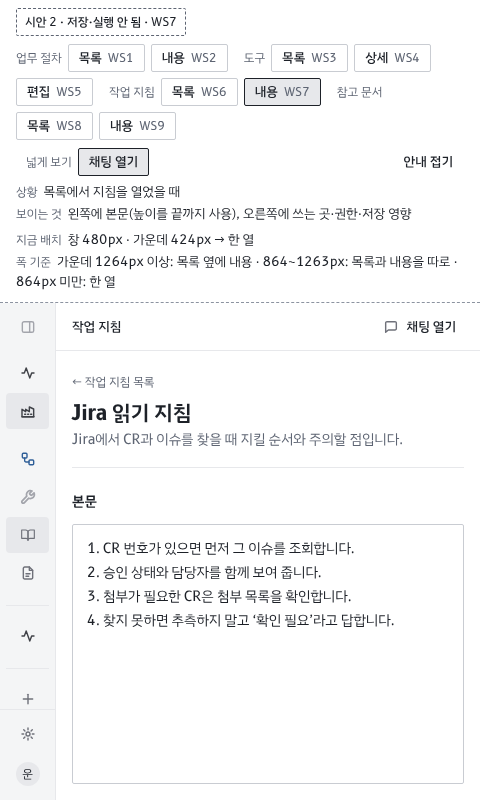 시안 2 · 저장·실행 안 됨 · WS7
업무 절차 목록 WS1 내용 WS2 도구 목록 WS3 상세 WS4
편집 WS5 작업 지침 목록 WS6 내용 WS7 참고 문서
목록 WS8 내용 WS9
넓게 보기 채팅 열기 안내 접기
상황 목록에서 지침을 열었을 때
보이는 것 왼쪽에 본문(높이를 끝까지 사용), 오른쪽에 쓰는 곳·권한·저장 영향
지금 배치 창 480px · 가운데 424px → 한 열
폭 기준 가운데 1264px 이상: 목록 옆에 내용 · 864~1263px: 목록과 내용을 따로 ·
864px 미만: 한 열
작업 지침 채팅 열기
← 작업 지침 목록
Jira 읽기 지침
Jira에서 CR과 이슈를 찾을 때 지킬 순서와 주의할 점입니다.
본문
1. CR 번호가 있으면 먼저 그 이슈를 조회합니다.
2. 승인 상태와 담당자를 함께 보여 줍니다.
3. 첨부가 필요한 CR은 첨부 목록을 확인합니다.
4. 찾지 못하면 추측하지 말고 ‘확인 필요’라고 답합니다.
운